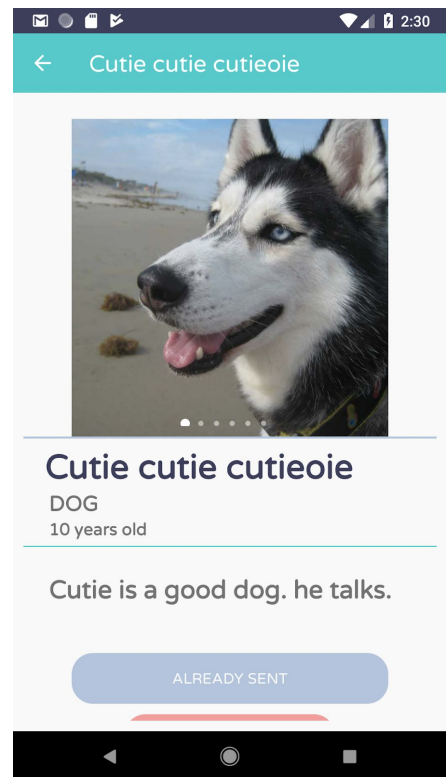 2:30
Cutie cutie cutieoie
Cutie cutie cutieoie
DOG
10 years old
Cutie is a good dog. he talks.
ALREADY SENT